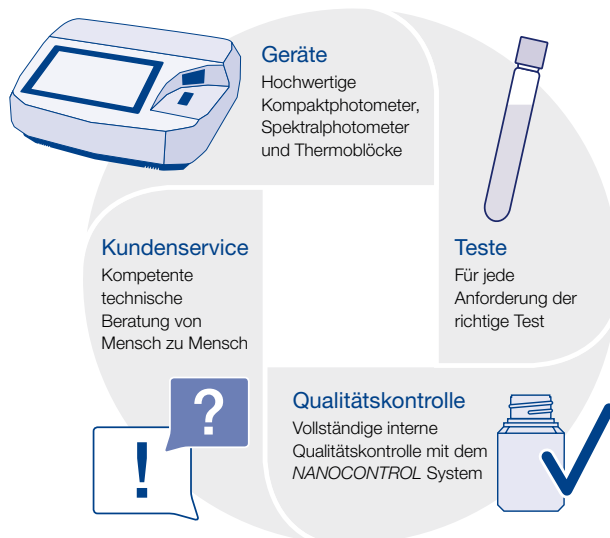 Geräte
Hochwertige
Kompaktphotometer,
Spektralphotometer
und Thermoblöcke
Teste
Für jede
Anforderung der
richtige Test
Kundenservice
Kompetente
technische
Beratung von
Mensch zu Mensch
Qualitätskontrolle
Vollständige interne
Qualitätskontrolle mit dem
NANOCONTROL System
!
?